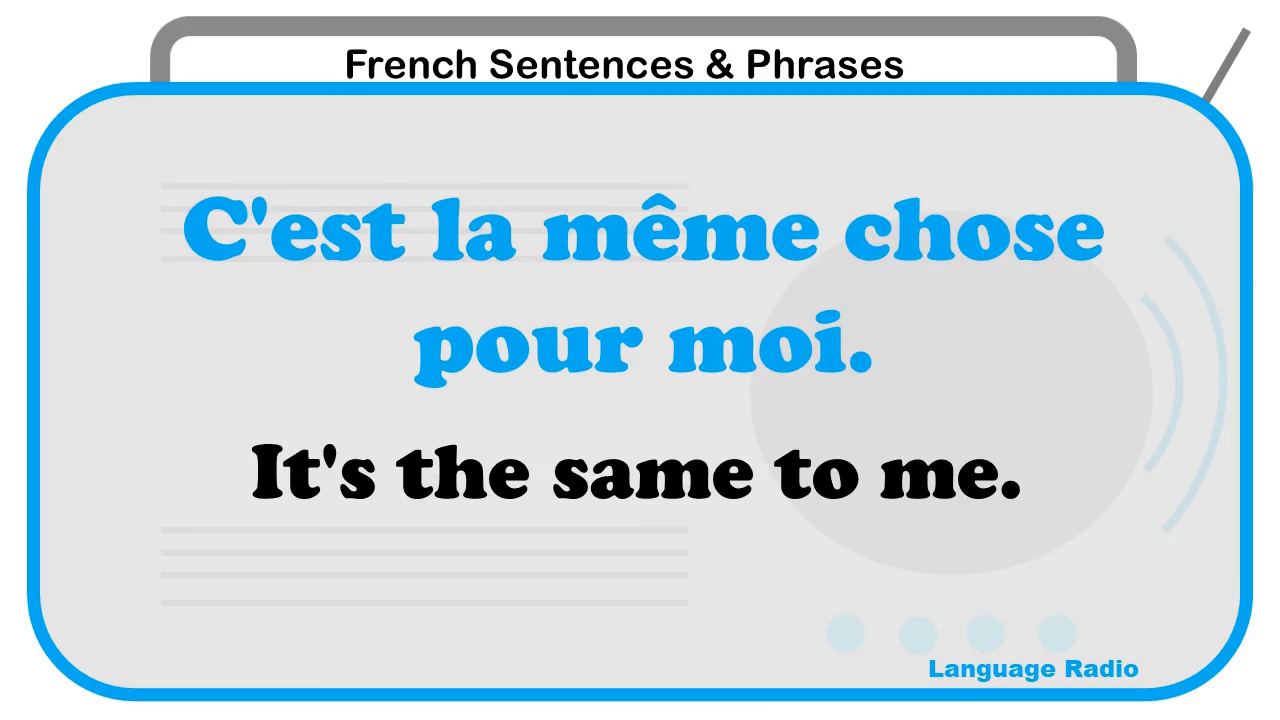 French Sentences & Phrases
C'est la même chose
pour moi.
It's the same to me.
Language Radio